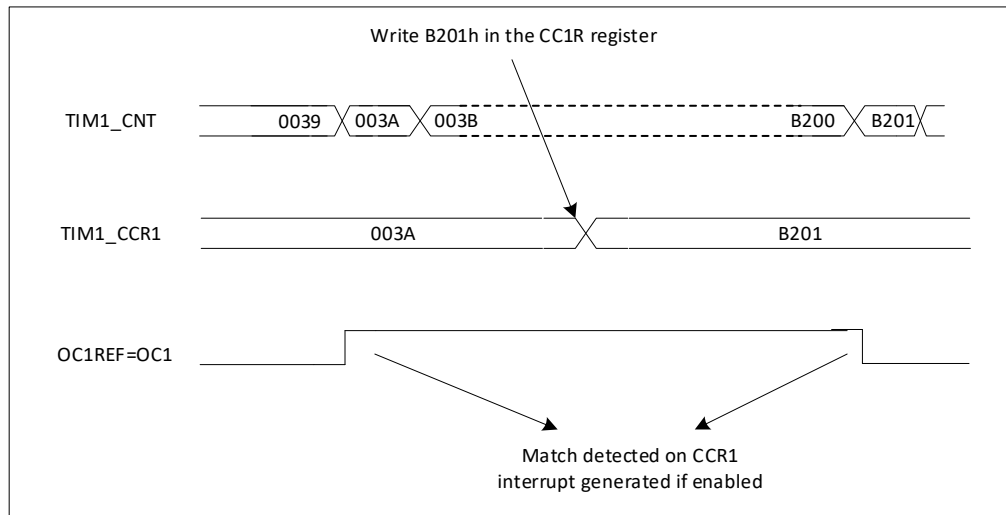 Write B201h in the CC1R register
TIM1_CNT 0039 003A 003B B200 B201
TIM1_CCR1 003A B201
OC1REF=OC1
Match detected on CCR1
interrupt generated if enabled